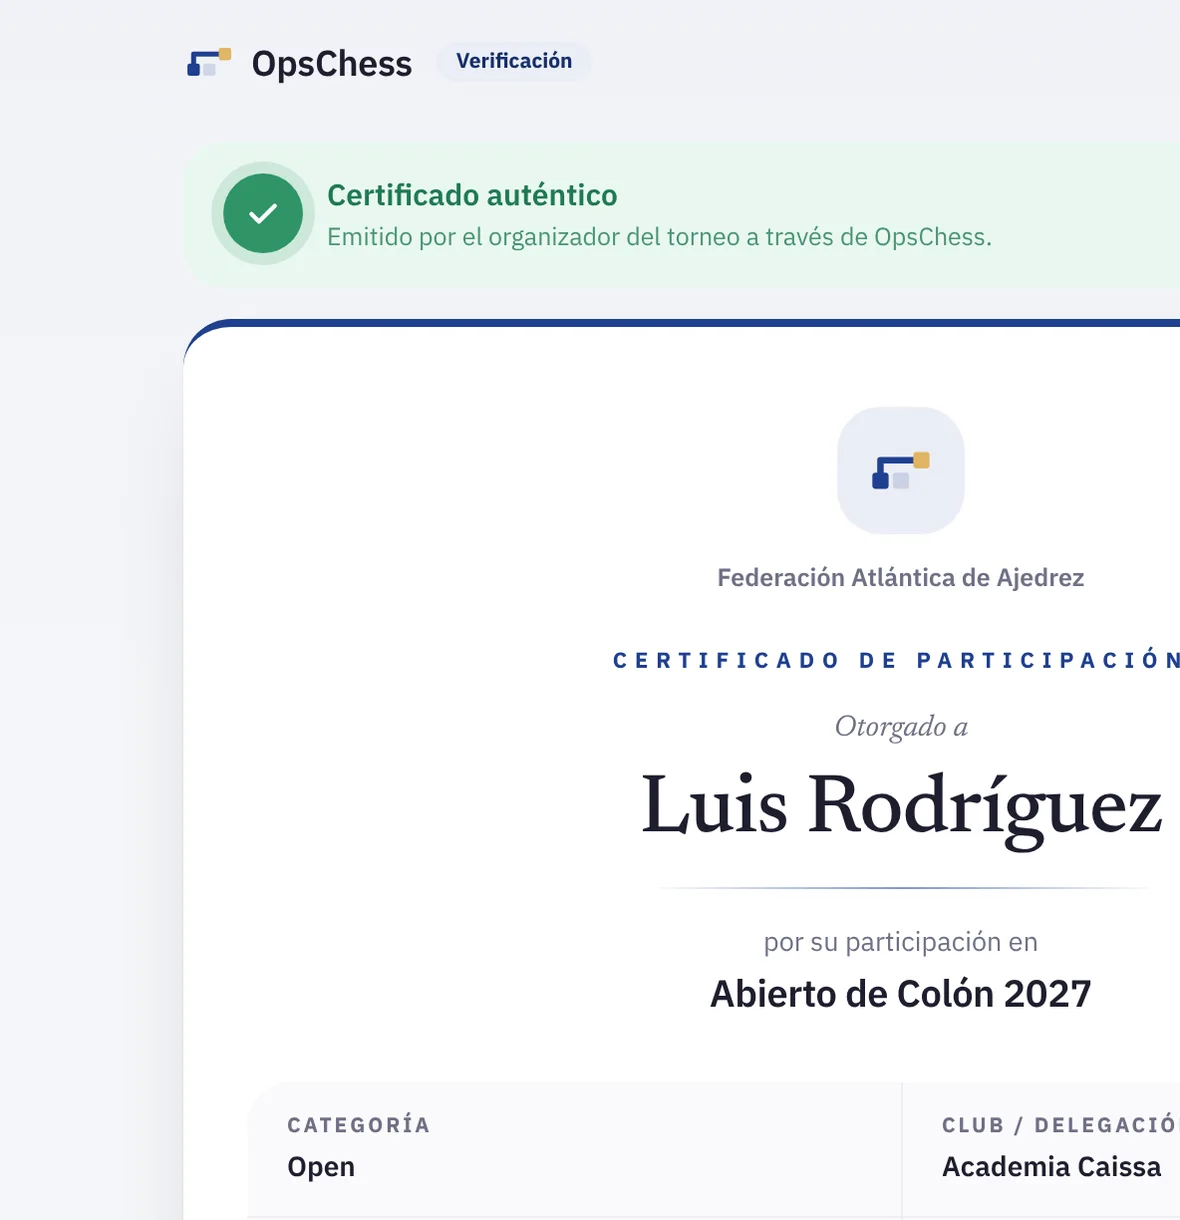 OpsChess
Verificación
Certificado auténtico
Emitido por el organizador del torneo a través de OpsChess.
Federación Atlántica de Ajedrez
CERTIFICADO DE PARTICIPACIÓN
Otorgado a
Luis Rodríguez
por su participación en
Abierto de Colón 2027
CATEGORÍA
Open
CLUB / DELEGACIÓ
Academia Caissa